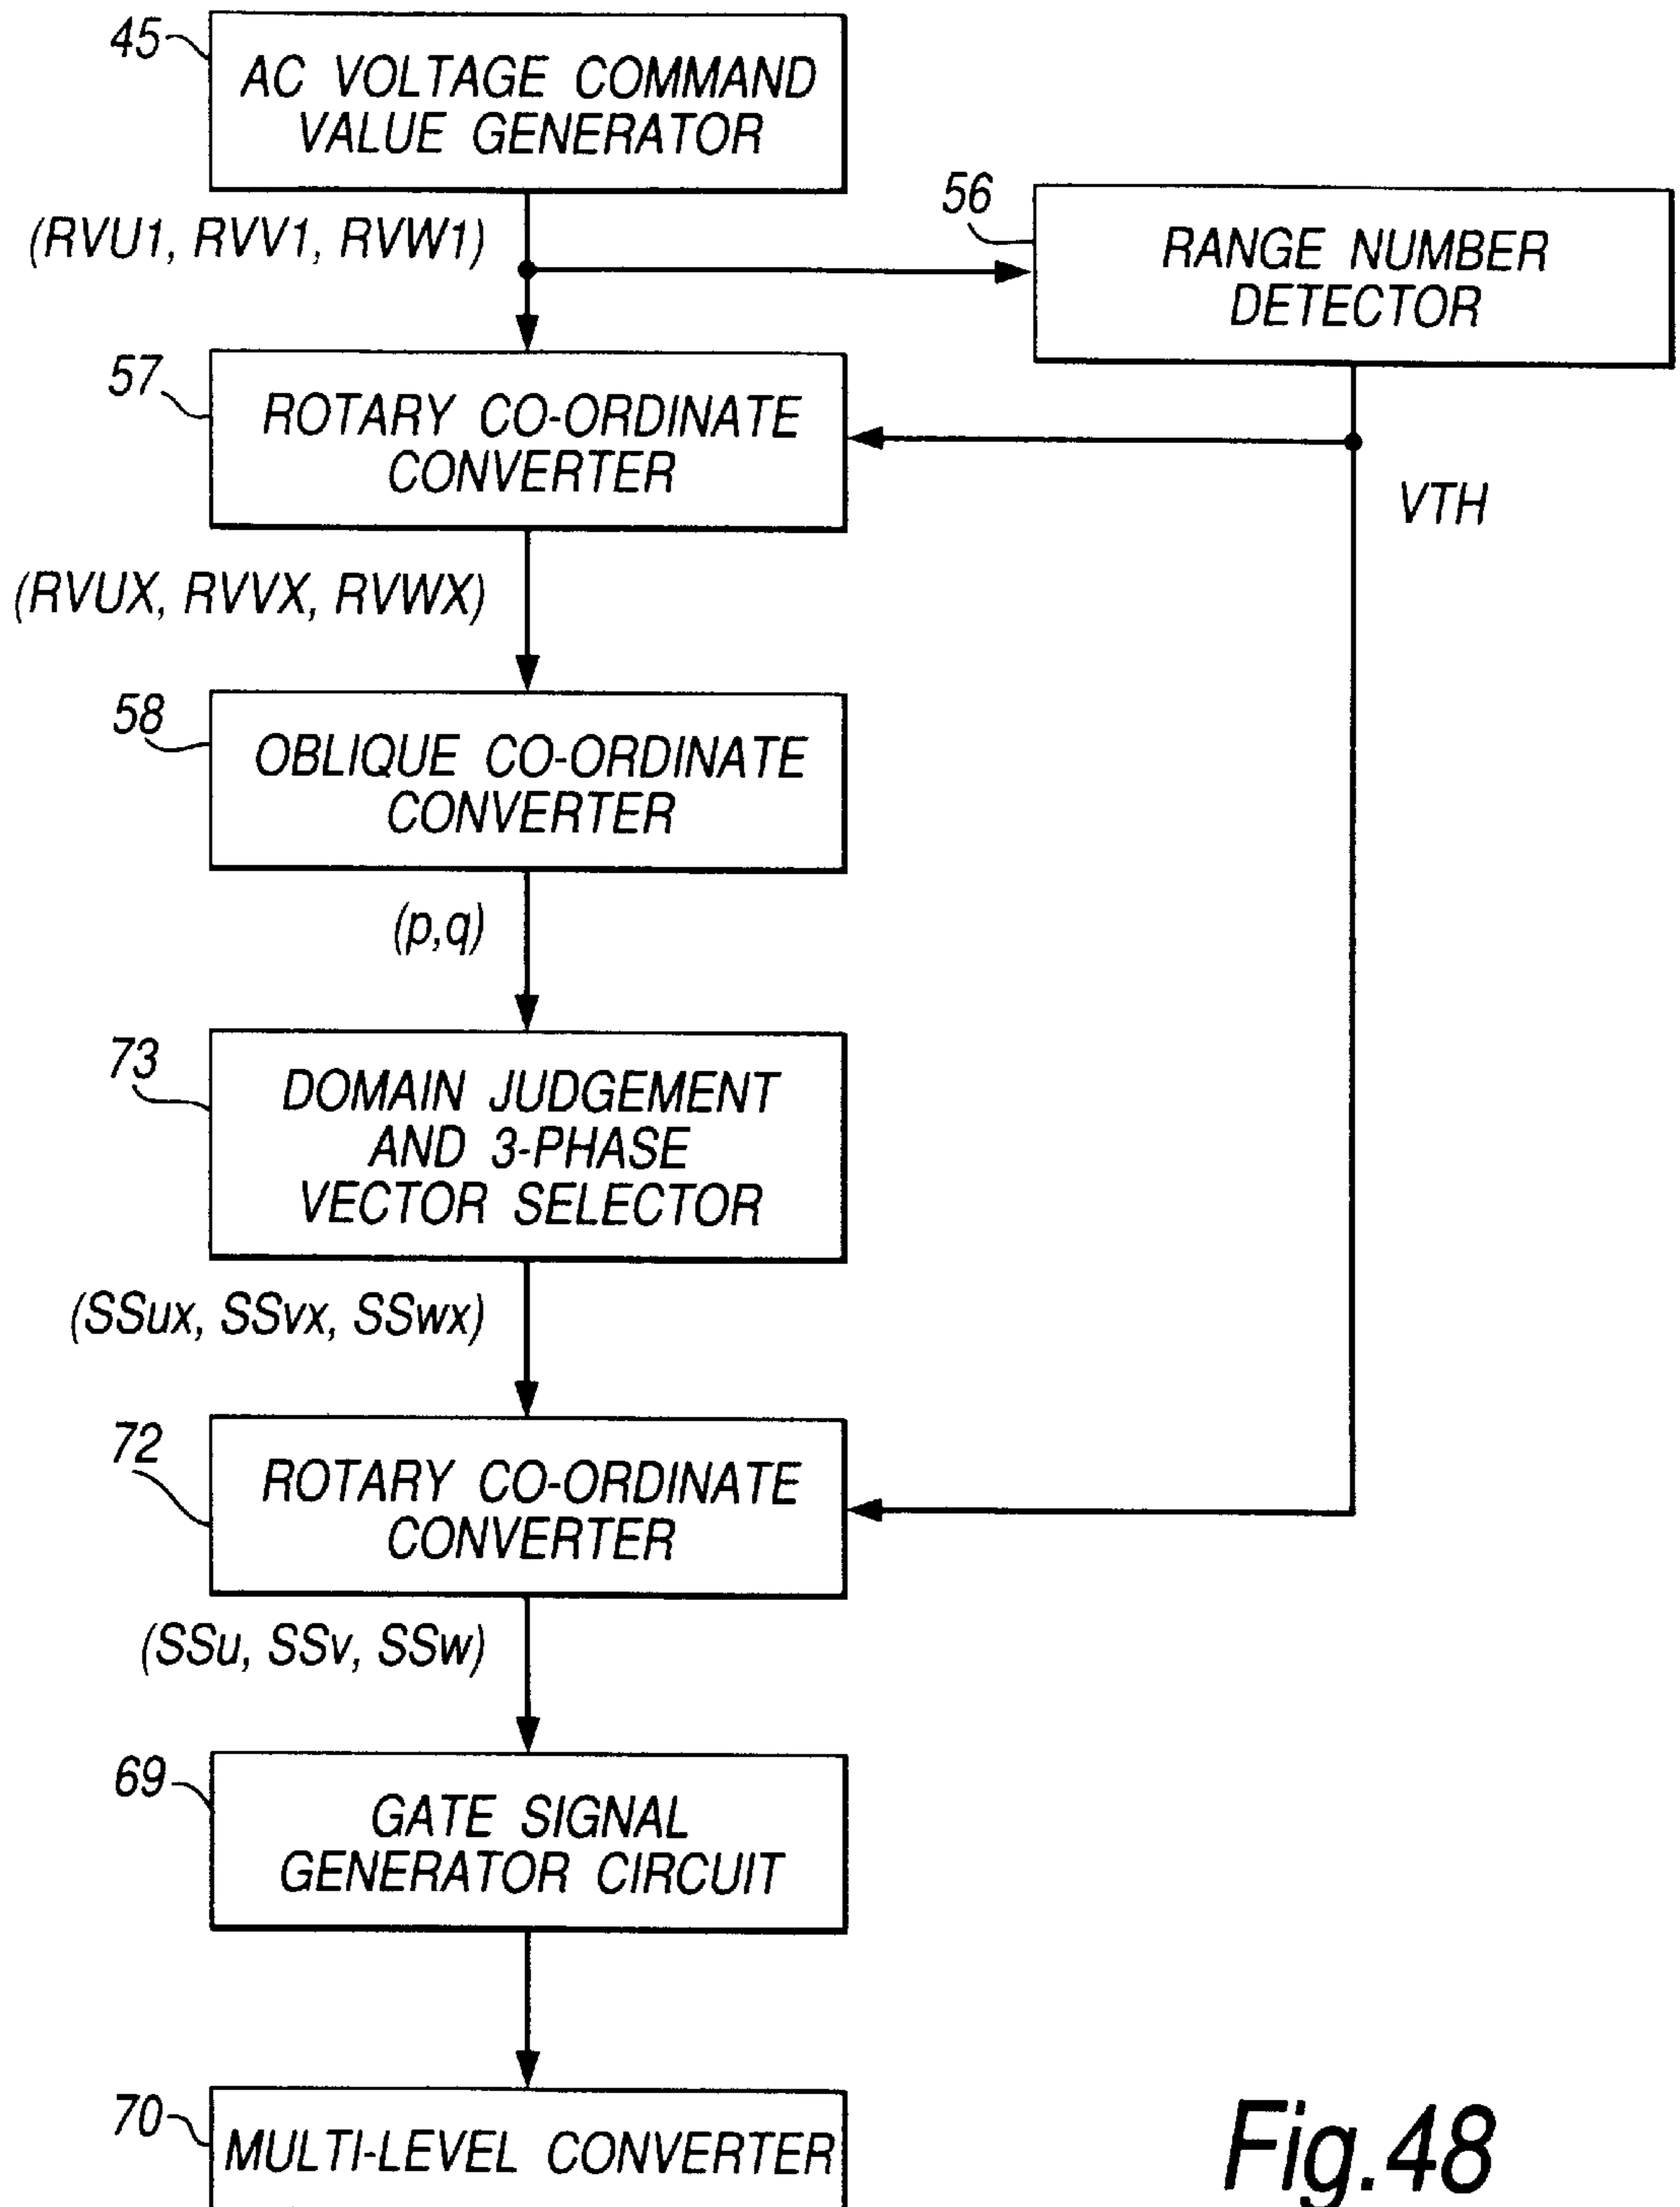 45
AC VOLTAGE COMMAND
VALUE GENERATOR
(RVU1, RVV1, RVW1)
56
RANGE NUMBER
DETECTOR
57
ROTARY CO-ORDINATE
CONVERTER
VTH
(RVUX, RVVX, RVWX)
58
OBLIQUE CO-ORDINATE
CONVERTER
(p,q)
73
DOMAIN JUDGEMENT
AND 3-PHASE
VECTOR SELECTOR
(SSux, SSvx, SSwx)
72
ROTARY CO-ORDINATE
CONVERTER
(SSu, SSv, SSw)
69
GATE SIGNAL
GENERATOR CIRCUIT
70
MULTI-LEVEL CONVERTER
Fig.48